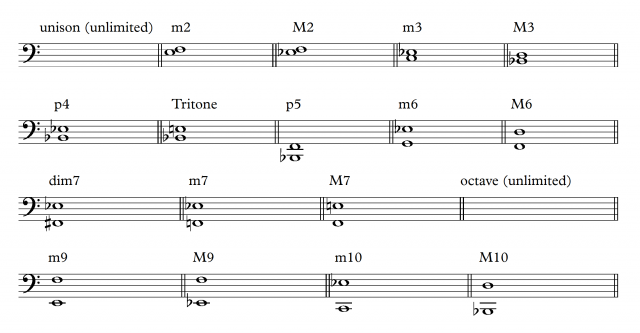 unison (unlimited) m2 M2 m3 M3
p4 Tritone p5 m6 M6
dim7 m7 M7 octave (unlimited)
m9 M9 m10 M10